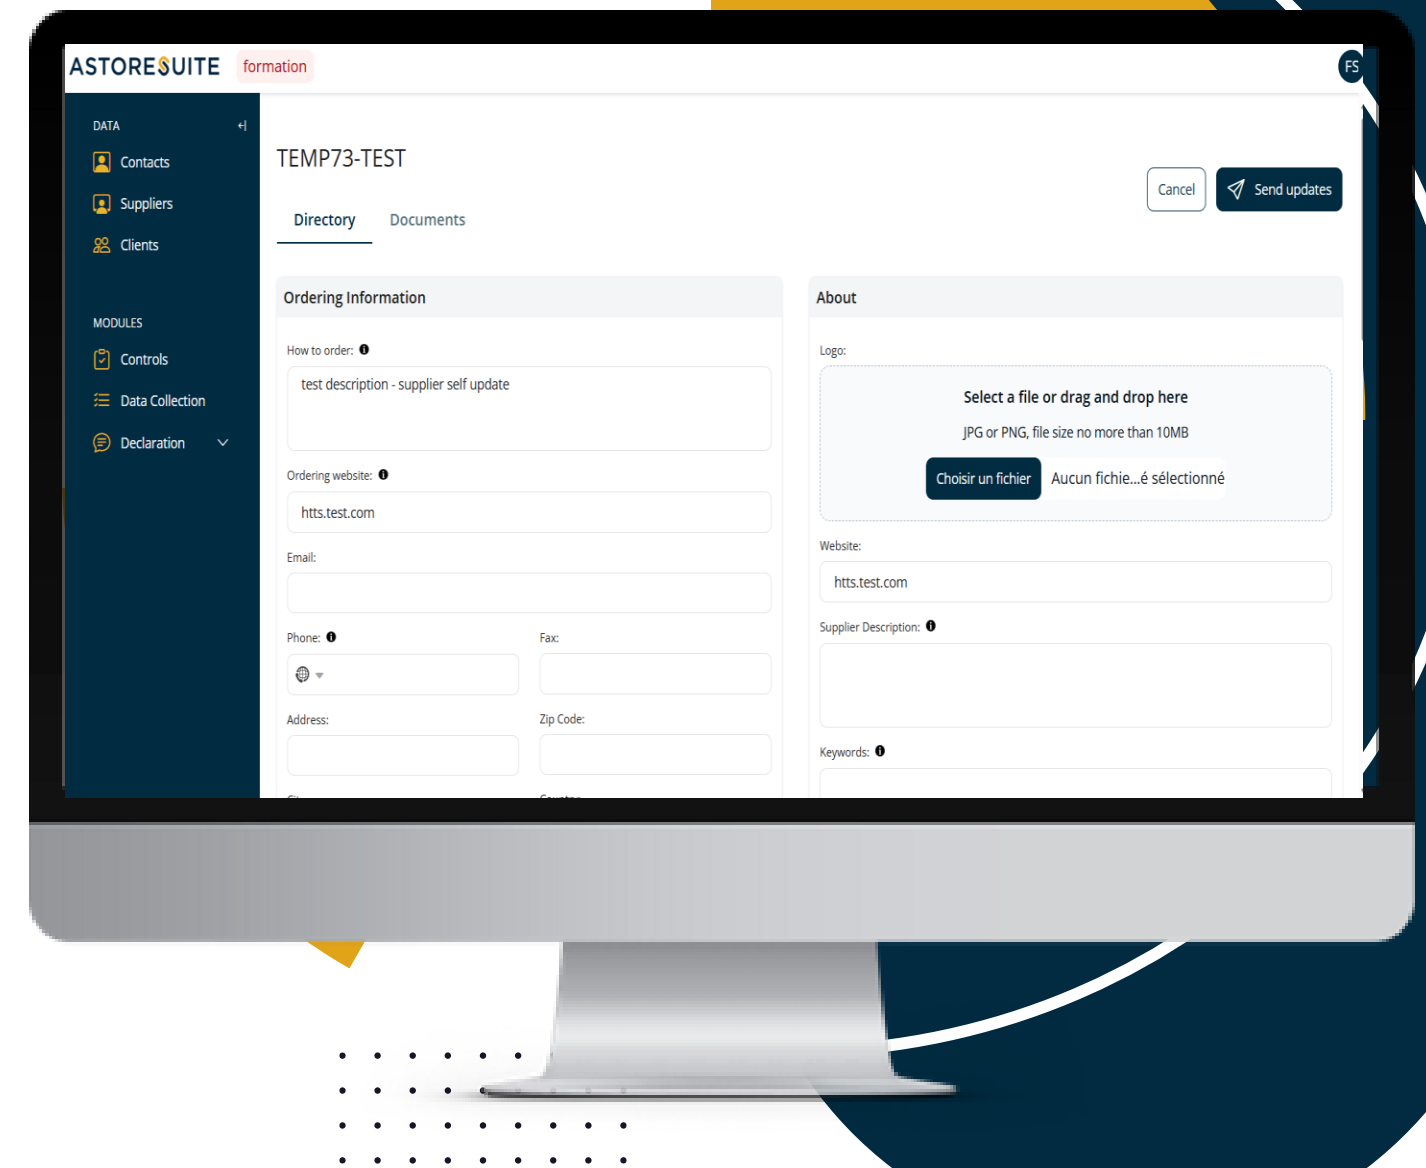 ASTORESUITE formation FS
DATA
Contacts
Suppliers
Clients
MODULES
Controls
Data Collection
Declaration
TEMP73-TEST
Cancel
Send updates
Directory Documents
Ordering Information
How to order:
test description - supplier self update
Ordering website:
htts.test.com
Email:
Phone: Fax:
Address: Zip Code:
About
Logo:
Select a file or drag and drop here
JPG or PNG, file size no more than 10MB
Choisir un fichier Aucun fichie...é sélectionné
Website:
htts.test.com
Supplier Description:
Keywords: